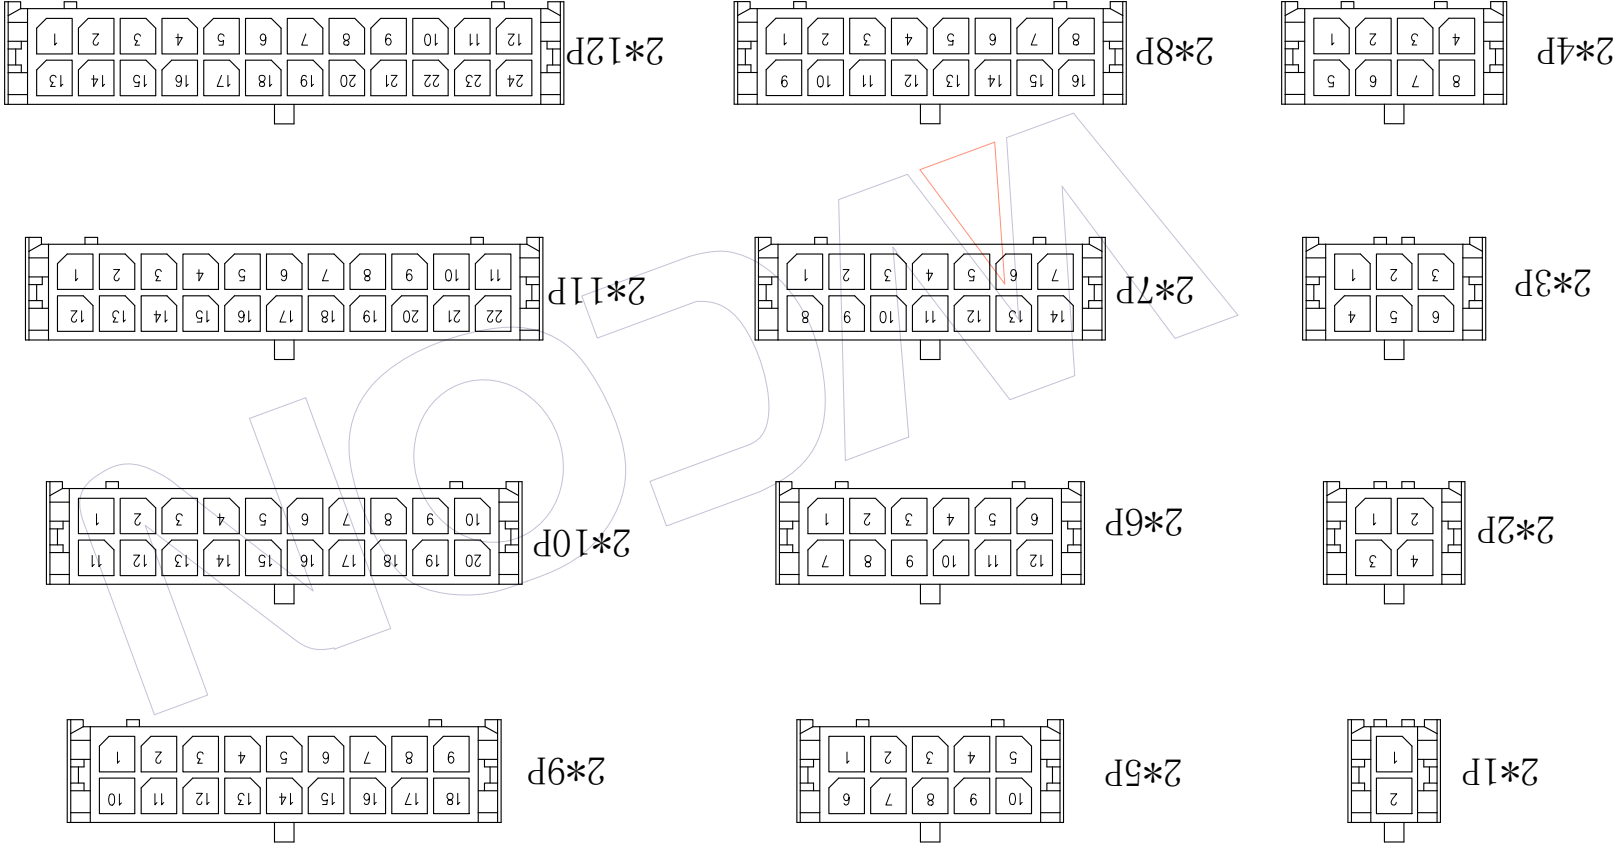 2*1P
2
1
2*5P
10 9 8 7 6
5 4 3 2 1
2*9P
18 17 16 15 14 13 12 11 10
9 8 7 6 5 4 3 2 1
2*2P
4 3
2 1
2*6P
12 11 10 9 8 7
6 5 4 3 2 1
2*10P
20 19 18 17 16 15 14 13 12 11
10 9 8 7 6 5 4 3 2 1
2*3P
6 5 4
3 2 1
2*7P
14 13 12 11 10 9 8
7 6 5 4 3 2 1
2*11P
22 21 20 19 18 17 16 15 14 13 12
11 10 9 8 7 6 5 4 3 2 1
2*4P
8 7 6 5
4 3 2 1
2*8P
16 15 14 13 12 11 10 9
8 7 6 5 4 3 2 1
2*12P
24 23 22 21 20 19 18 17 16 15 14 13
12 11 10 9 8 7 6 5 4 3 2 1
WCON